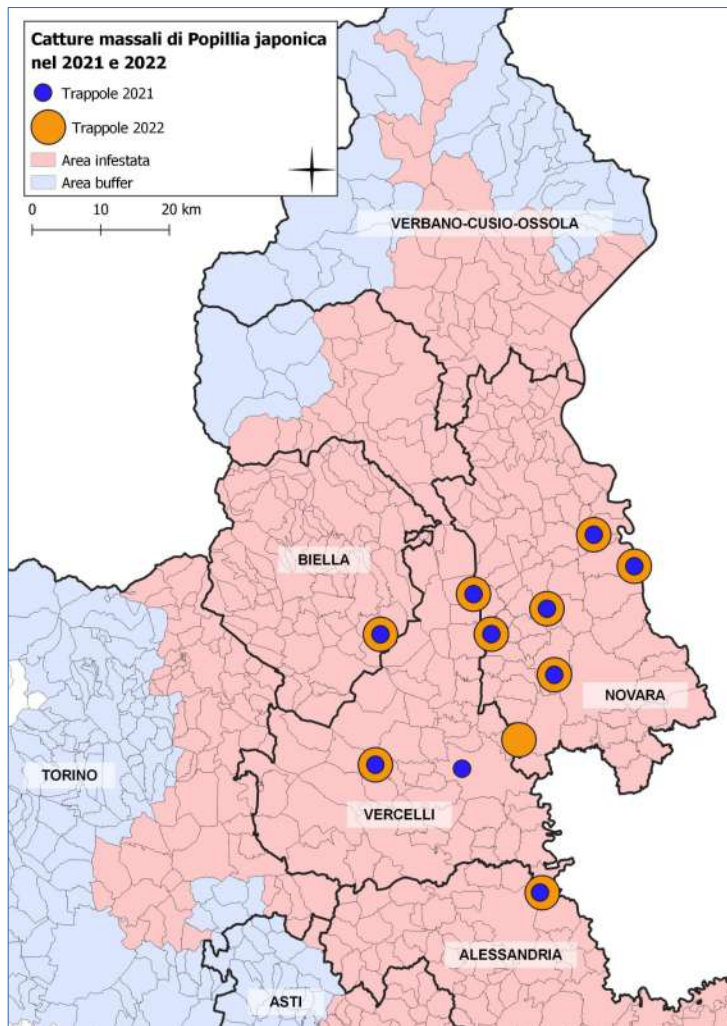 Catture massali di Popillia japonica
nel 2021 e 2022
Trappole 2021
Trappole 2022
Area infestata
Area buffer
0 10 20 km
VERBANO-CUSIO-OSSOLA
BIELLA
NOVARA
TORINO
VERCELLI
ALESSANDRIA
ASTI